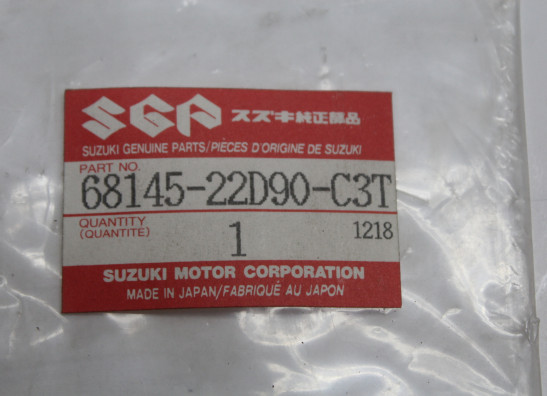 SGP スズキ純正部品
SUZUKI GENUINE PARTS/PIÈCES D'ORIGINE DE SUZUKI
PART NO.
68145-22D90-C3T
QUANTITY
(QUANTITE)
1
1218
SUZUKI MOTOR CORPORATION
MADE IN JAPAN/FABRIQUÉ AU JAPON